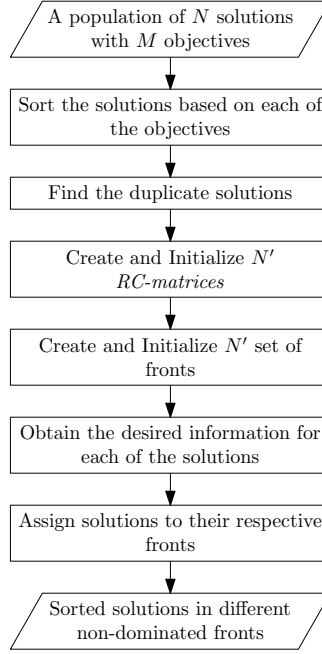 A population of N solutions
with M objectives
Sort the solutions based on each of
the objectives
Find the duplicate solutions
Create and Initialize N′
RC-matrices
Create and Initialize N′ set of
fronts
Obtain the desired information for
each of the solutions
Assign solutions to their respective
fronts
Sorted solutions in different
non-dominated fronts